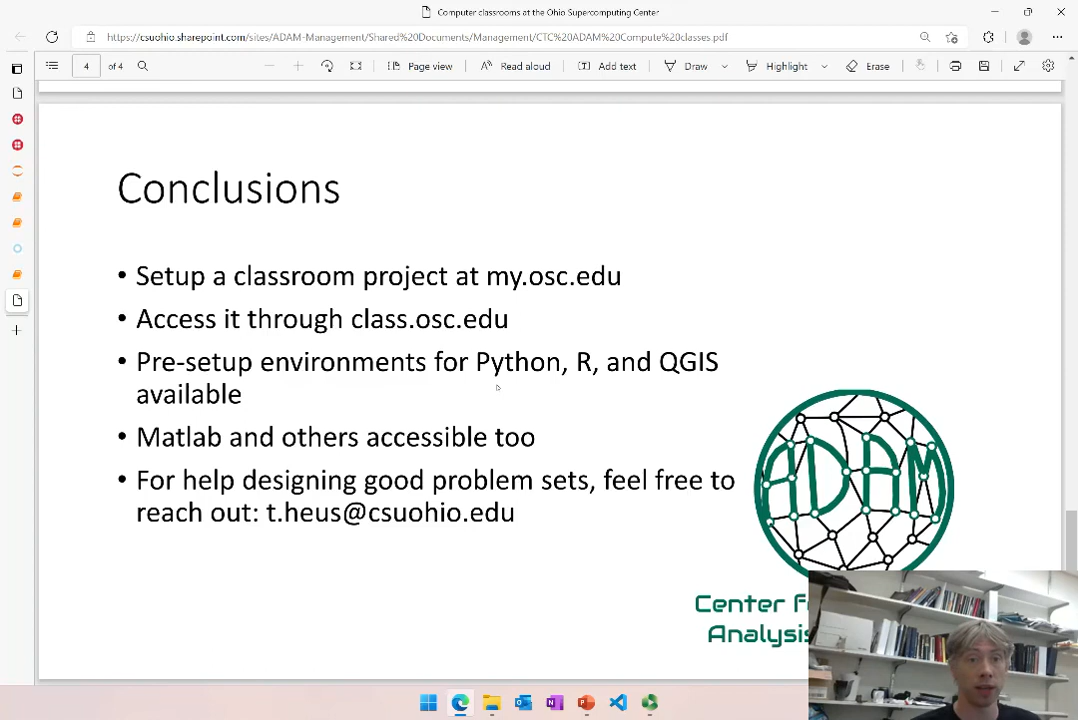 Computer classrooms at the Ohio Supercomputing Center
https://csuohio.sharepoint.com/sites/ADAM-Management/Shared%20Documents/Management/CTC%20ADAM%20Compute%20classes.pdf
4 of 4
Page view
Read aloud
Add text
Draw
Highlight
Erase
Conclusions
• Setup a classroom project at my.osc.edu
• Access it through class.osc.edu
• Pre-setup environments for Python, R, and QGIS
available
• Matlab and others accessible too
• For help designing good problem sets, feel free to
reach out: t.heus@csuohio.edu
ADAM
Center
Analysis